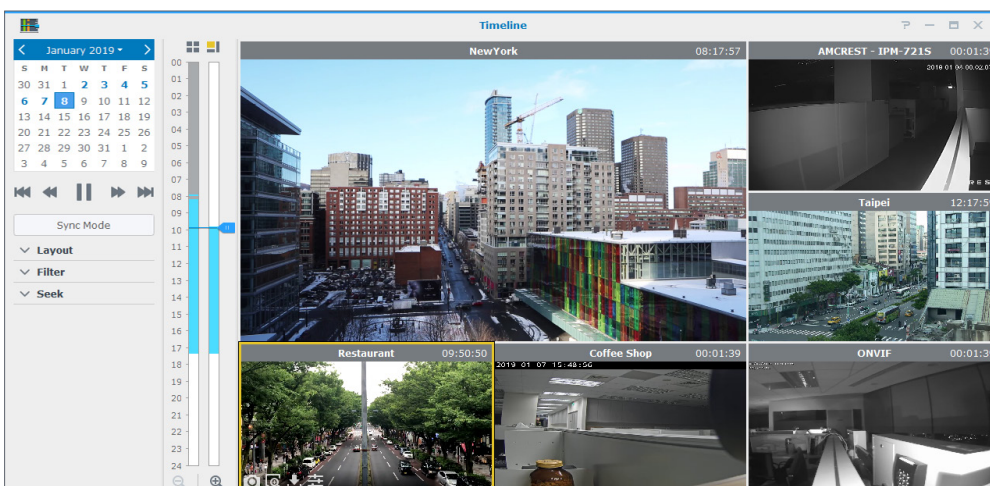 Timeline
January 2019
S M T W T F S
30 31 1 2 3 4 5
6 7 8 9 10 11 12
13 14 15 16 17 18 19
20 21 22 23 24 25 26
27 28 29 30 31 1 2
3 4 5 6 7 8 9
Sync Mode
Layout
Filter
Seek
00
01
02
03
04
05
06
07
08
09
10
11
12
13
14
15
16
17
18
19
20
21
22
23
24
NewYork 08:17:57
AMCREST - IPM-721S 00:01:39
2019 01 04 00:02:07
Taipei 12:17:59
Restaurant 09:50:50
Coffee Shop 00:01:39
2019 01 07 15:48:56
ONVIF 00:01:39